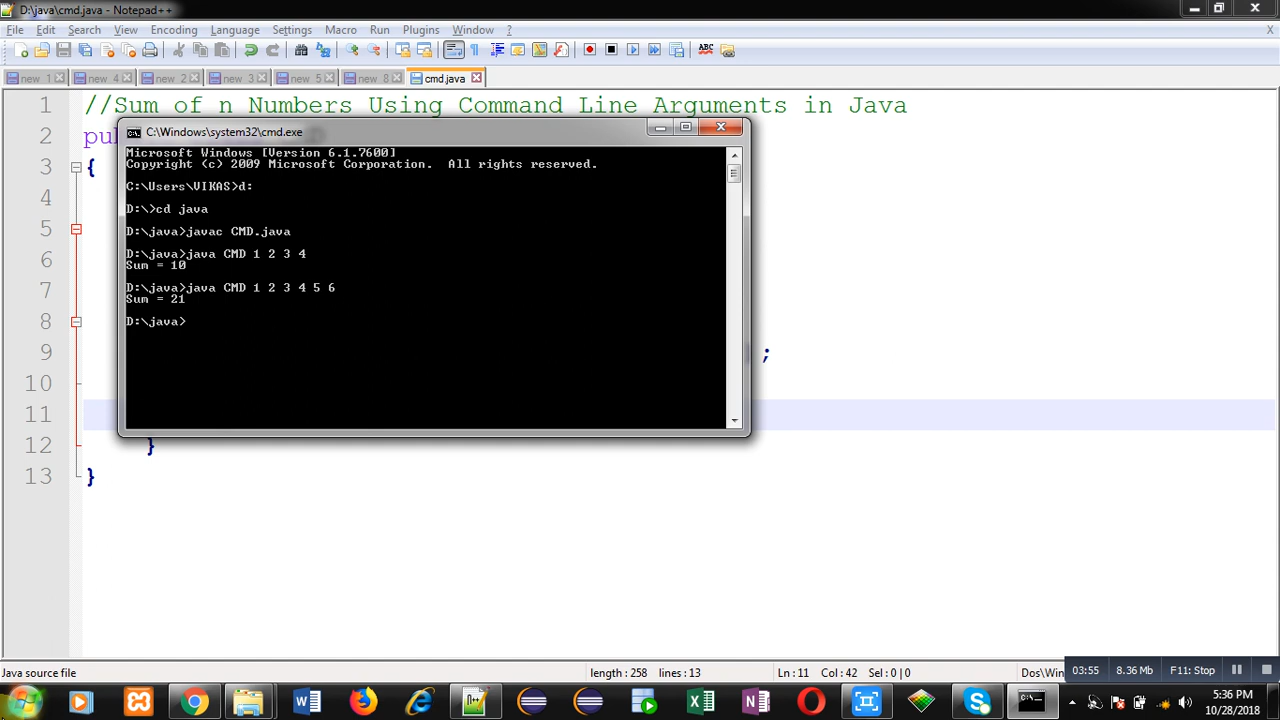 D:\java\cmd.java - Notepad++
File Edit Search View Encoding Language Settings Macro Run Plugins Window ? X
new 1 new 4 new 2 new 3 new 5 new 8 cmd.java
1 //Sum of n Numbers Using Command Line Arguments in Java
2
C:\Windows\system32\cmd.exe
Microsoft Windows [Version 6.1.7600]
Copyright (c) 2009 Microsoft Corporation. All rights reserved.
3 {
C:\Users\VIKAS>d:
4
D:\>cd java
5
D:\java>javac CMD.java
D:\java>java CMD 1 2 3 4
6
Sum = 10
7
D:\java>java CMD 1 2 3 4 5 6
Sum = 21
8
D:\java>
9 ;
10
11
12 }
13 }
Java source file length : 258 lines : 13 Ln : 11 Col : 42 Sel : 0 | 0 Dos\Win
03:55 8.36 Mb F11: Stop
5:36 PM
10/28/2018